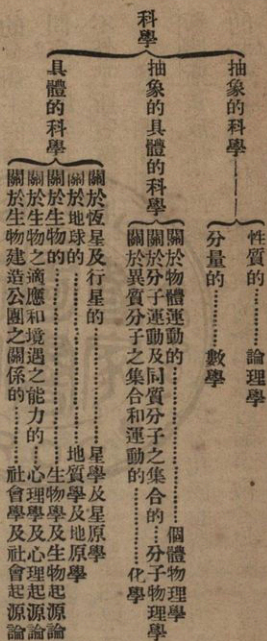 科學
抽象的科學
性質的………論理學
分量的………數學
抽象的具體的科學
關於物體運動的………個體物理學
關於分子運動及同質分子之集合的…分子物理學
關於異質分子之集合和運動的………化學
具體的科學
關於恆星及行星的………星學及星原學
關於地球的………地質學及地原學
關於生物的………生物學及生物起源論
關於生物之適應和境遇之能力的…心理學及心理起源論
關於生物建造公團之關係的………社會學及社會起源論